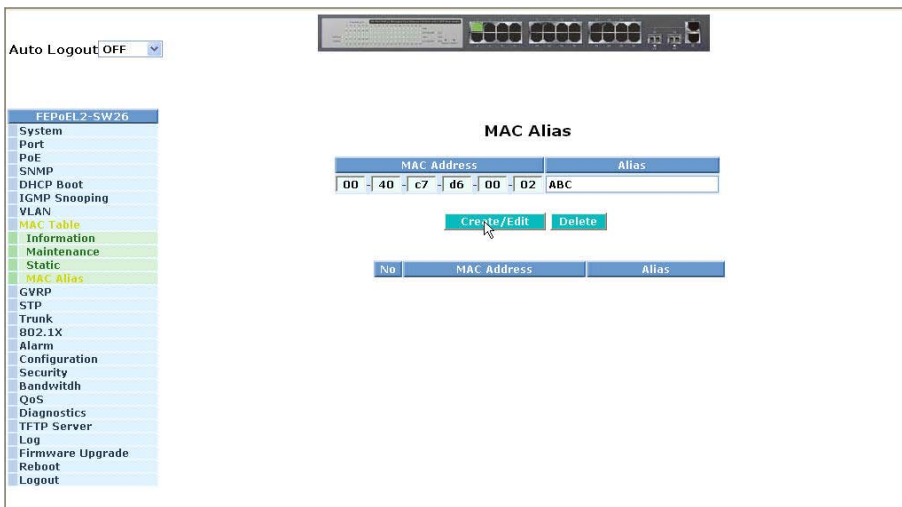 Auto Logout OFF
FEPoEL2-SW26
System
Port
PoE
SNMP
DHCP Boot
IGMP Snooping
VLAN
MAC Table
Information
Maintenance
Static
MAC Alias
GVRP
STP
Trunk
802.1X
Alarm
Configuration
Security
Bandwitdh
QoS
Diagnostics
TFTP Server
Log
Firmware Upgrade
Reboot
Logout
MAC Alias
MAC Address Alias
00 - 40 - c7 - d6 - 00 - 02 ABC
Create/Edit Delete
No MAC Address Alias